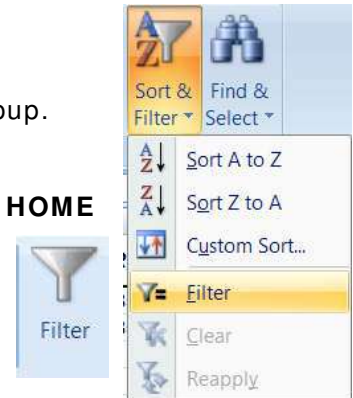 Sort & Find &
Filter Select
oup.
Sort A to Z
Sort Z to A
HOME
Custom Sort...
Filter
Filter
Clear
Reapply